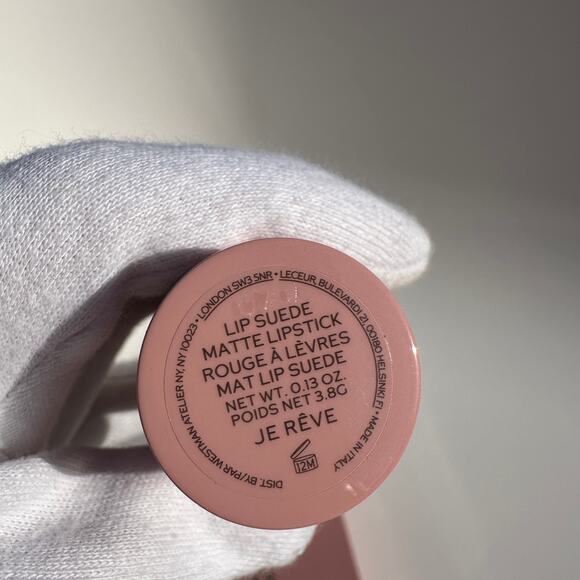 LIP SUEDE
MATTE LIPSTICK
ROUGE À LÈVRES
MAT LIP SUEDE
NET WT. 0.13 OZ.
POIDS NET 3.8G
JE RÊVE
12M
DIST. BY/PAR WESTMAN ATELIER NY, NY 10023 • LONDON SW3 5NR • LECEUR, BULEVARDI 21, 00180 HELSINKI FI • MADE IN ITALY